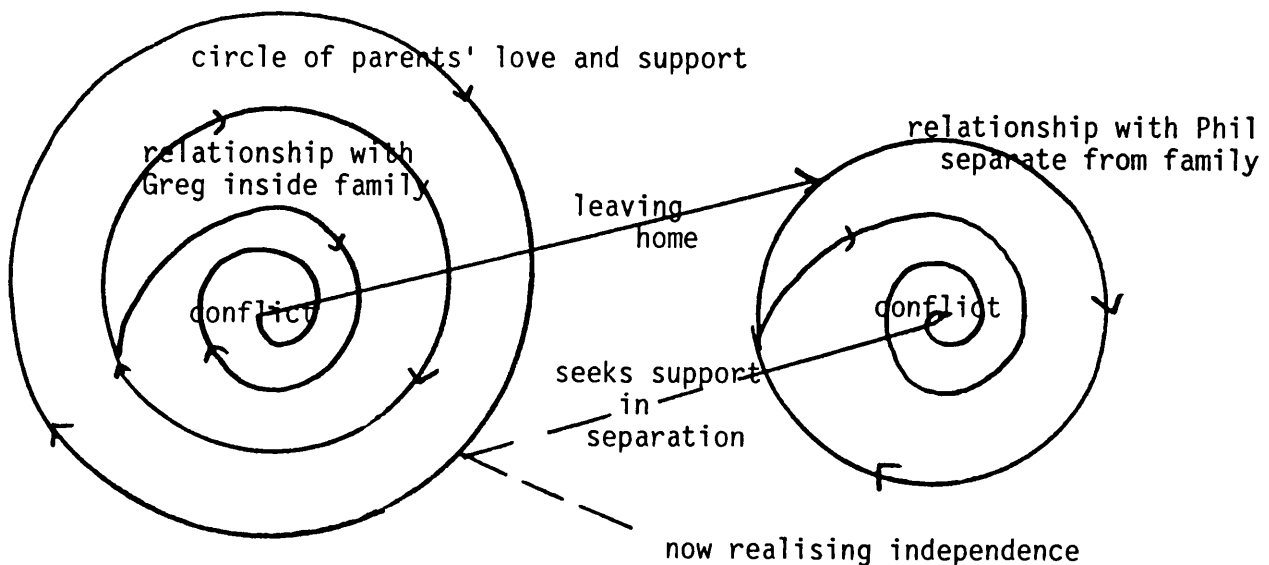 circle of parents' love and support
relationship with
Greg inside family
conflict
leaving
home
relationship with Phil
separate from family
conflict
seeks support
in
separation
now realising independence